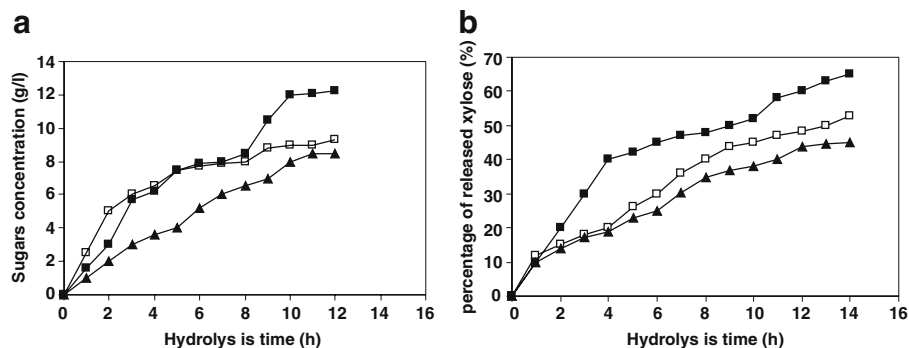 a
Sugars concentration (g/l)
14
12
10
8
6
4
2
0
0 2 4 6 8 10 12 14 16
Hydrolys is time (h)
b
percentage of released xylose (%)
70
60
50
40
30
20
10
0
0 2 4 6 8 10 12 14 16
Hydrolys is time (h)